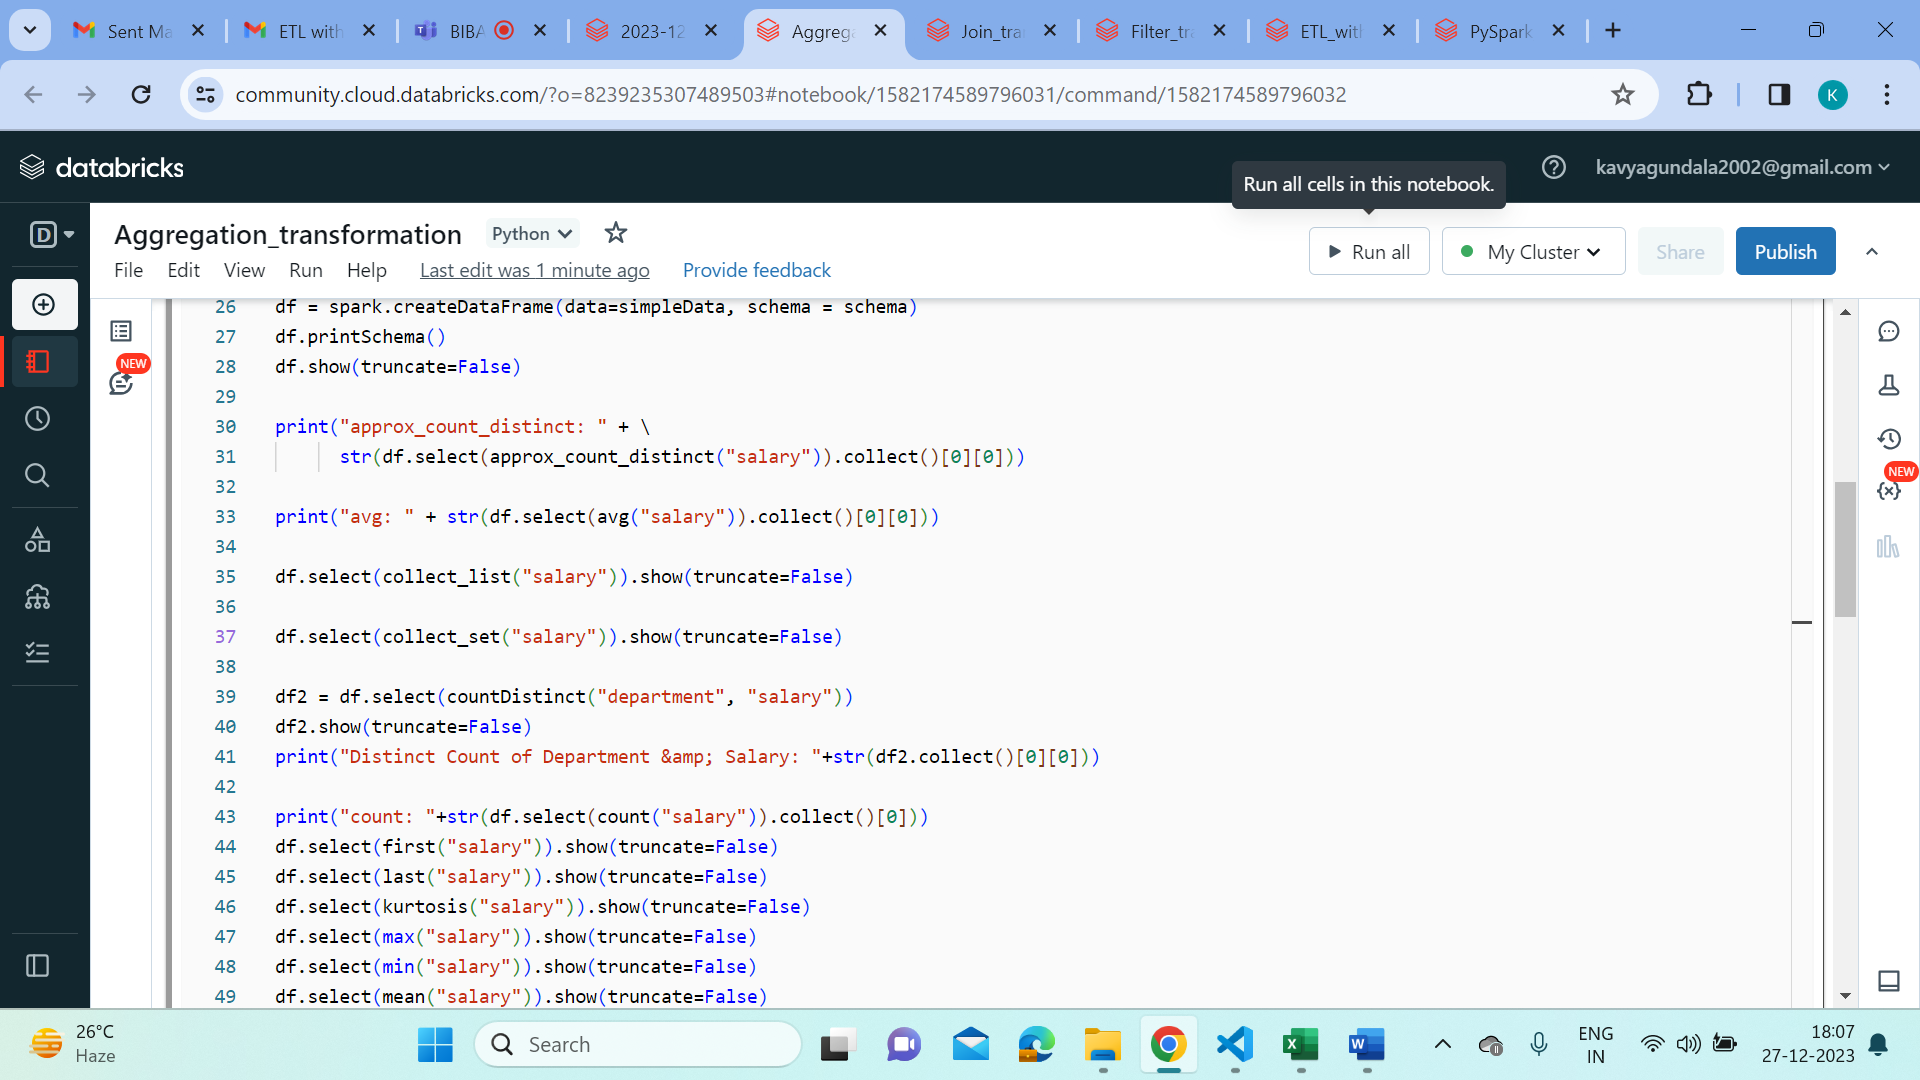 Sent Ma
ETL with
BIBA
2023-12
Aggrega
Join_tra
Filter_tr
ETL_wit
PySpark
community.cloud.databricks.com/?o=8239235307489503#notebook/1582174589796031/command/1582174589796032
K
databricks
Run all cells in this notebook.
kavyagundala2002@gmail.com
D
Aggregation_transformation
Python
Run all
My Cluster
Share
Publish
File Edit View Run Help Last edit was 1 minute ago Provide feedback
NEW
NEW
26 df = spark.createDataFrame(data=simpleData, schema = schema)
27 df.printSchema()
28 df.show(truncate=False)
29
30 print("approx_count_distinct: " + \
31 str(df.select(approx_count_distinct("salary")).collect()[0][0]))
32
33 print("avg: " + str(df.select(avg("salary")).collect()[0][0]))
34
35 df.select(collect_list("salary")).show(truncate=False)
36
37 df.select(collect_set("salary")).show(truncate=False)
38
39 df2 = df.select(countDistinct("department", "salary"))
40 df2.show(truncate=False)
41 print("Distinct Count of Department &amp; Salary: "+str(df2.collect()[0][0]))
42
43 print("count: "+str(df.select(count("salary")).collect()[0]))
44 df.select(first("salary")).show(truncate=False)
45 df.select(last("salary")).show(truncate=False)
46 df.select(kurtosis("salary")).show(truncate=False)
47 df.select(max("salary")).show(truncate=False)
48 df.select(min("salary")).show(truncate=False)
49 df.select(mean("salary")).show(truncate=False)
26°C
Haze
Search
ENG
IN
18:07
27-12-2023